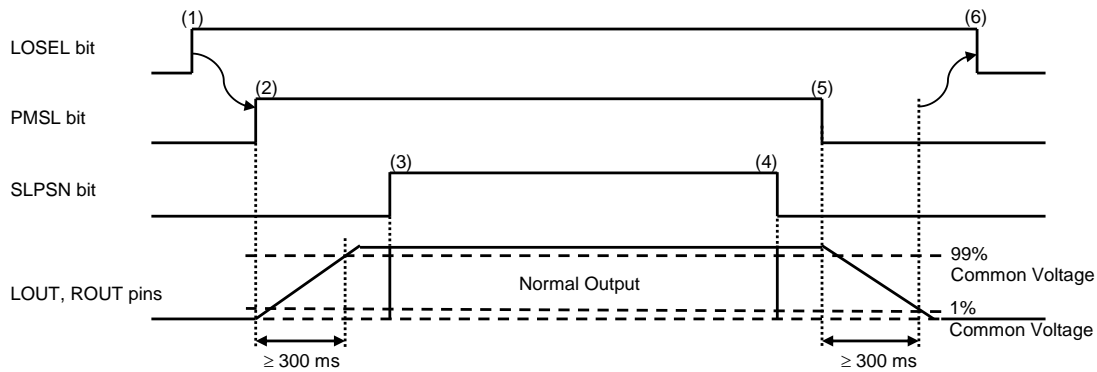 (1)
(6)
LOSEL bit
(2)
(5)
PMSL bit
(3)
(4)
SLPSN bit
99%
Common Voltage
Normal Output
LOUT, ROUT pins
1%
Common Voltage
≥ 300 ms
≥ 300 ms